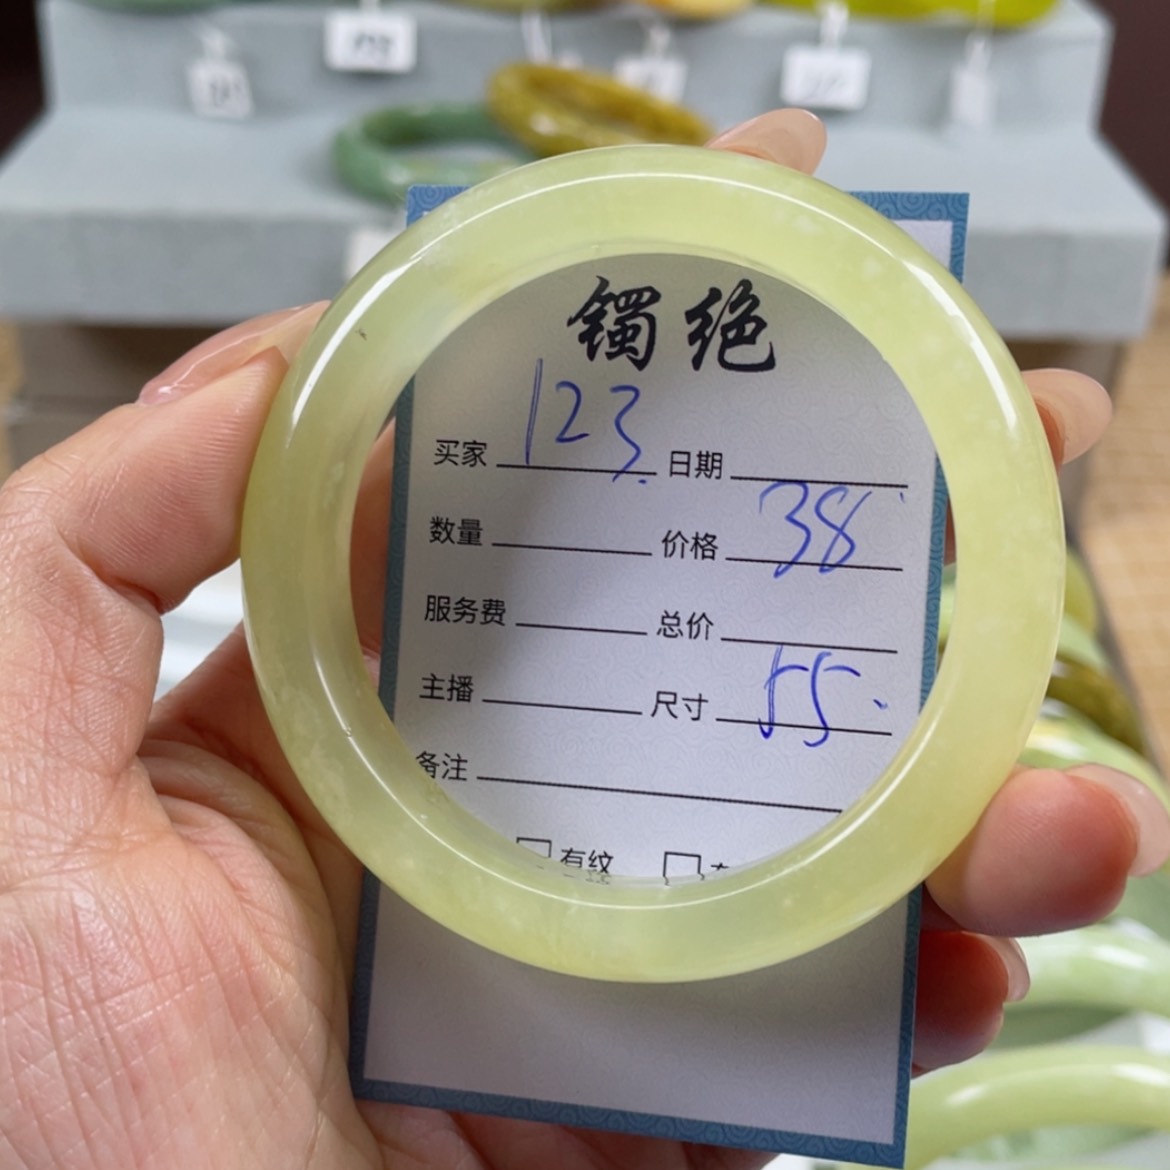 镯绝
买家 123. 日期
数量 价格 38
服务费 总价
主播 尺寸 55.
备注
有纹